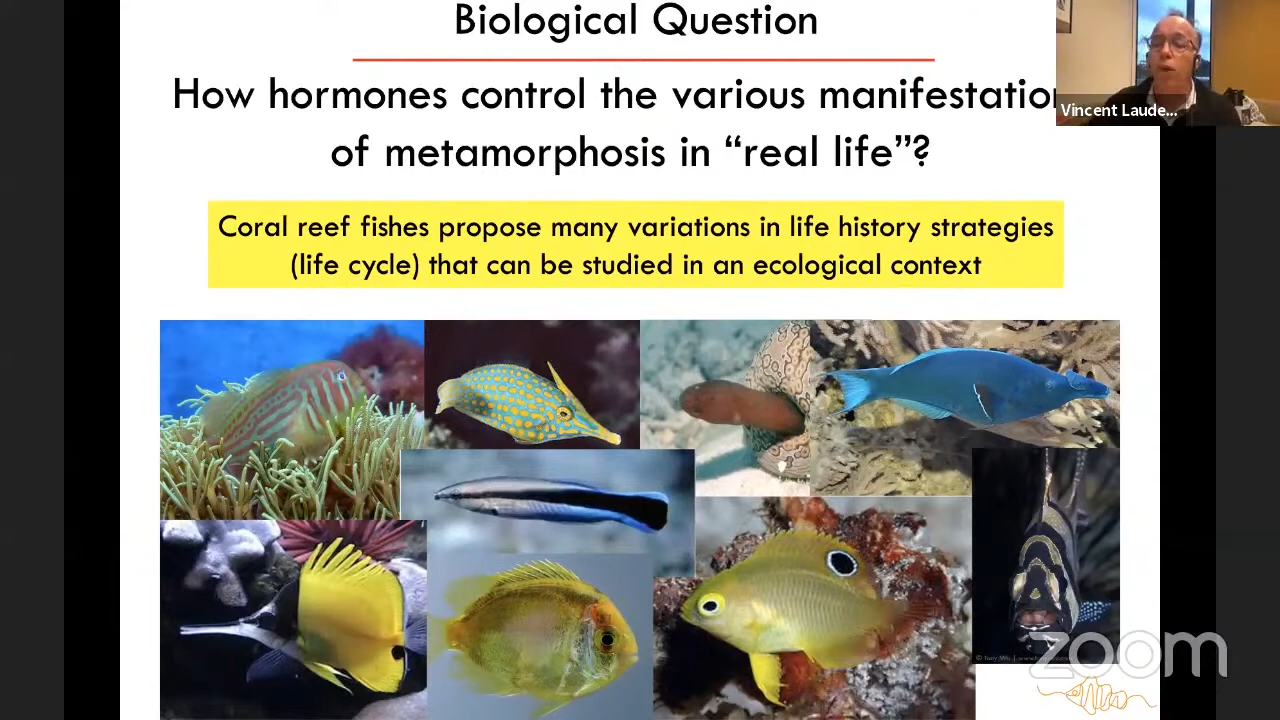 Biological Question
How hormones control the various manifestation
of metamorphosis in “real life”?
Vincent Laude...
Coral reef fishes propose many variations in life history strategies
(life cycle) that can be studied in an ecological context
zoom